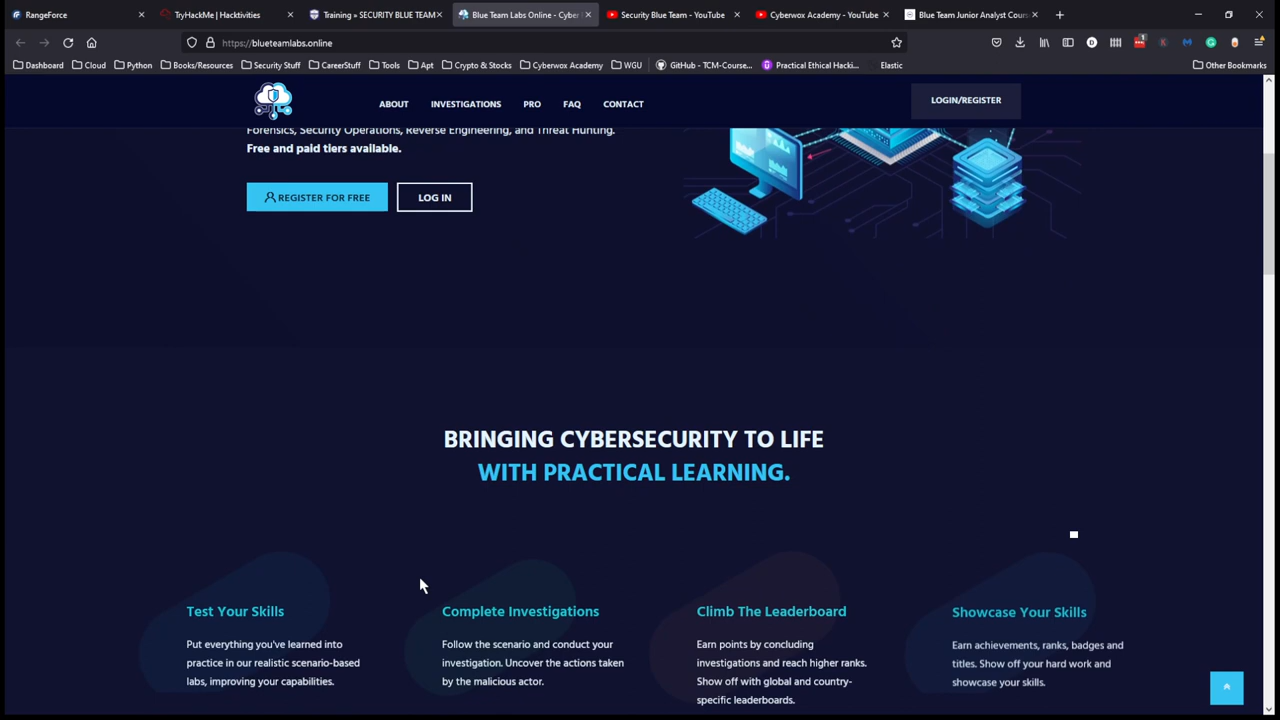 RangeForce
TryHackMe | Hacktivities
Training » SECURITY BLUE TEAM
Blue Team Labs Online - Cyber
Security Blue Team - YouTube
Cyberwox Academy - YouTube
Blue Team Junior Analyst Cours
https://blueteamlabs.online
1
Dashboard
Cloud
Python
Books/Resources
Security Stuff
CareerStuff
Tools
Apt
Crypto & Stocks
Cyberwox Academy
WGU
GitHub - TCM-Course...
Practical Ethical Hacki...
Elastic
Other Bookmarks
ABOUT
INVESTIGATIONS
PRO
FAQ
CONTACT
LOGIN/REGISTER
Forensics, Security Operations, Reverse Engineering, and Threat Hunting.
Free and paid tiers available.
REGISTER FOR FREE
LOG IN
BRINGING CYBERSECURITY TO LIFE
WITH PRACTICAL LEARNING.
Test Your Skills
Put everything you've learned into
practice in our realistic scenario-based
labs, improving your capabilities.
Complete Investigations
Follow the scenario and conduct your
investigation. Uncover the actions taken
by the malicious actor.
Climb The Leaderboard
Earn points by concluding
investigations and reach higher ranks.
Show off with global and country-
specific leaderboards.
Showcase Your Skills
Earn achievements, ranks, badges and
titles. Show off your hard work and
showcase your skills.